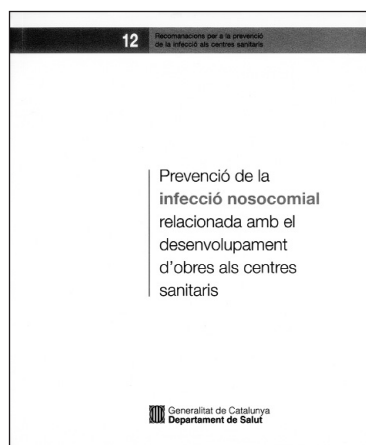 12
Recomanacions per a la prevenció
de la infecció als centres sanitaris
Prevenció de la
infecció nosocomial
relacionada amb el
desenvolupament
d'obres als centres
sanitaris
Generalitat de Catalunya
Departament de Salut